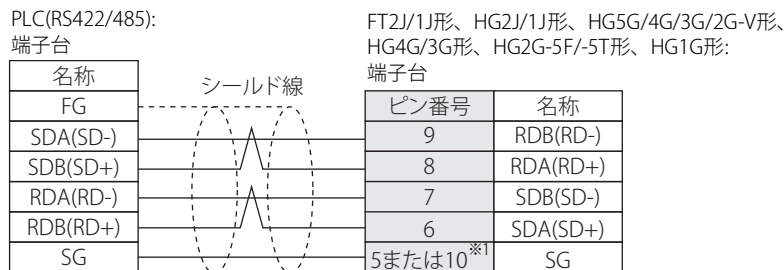 PLC(RS422/485):
端子台
FT2J/1J形、HG2J/1J形、HG5G/4G/3G/2G-V形、
HG4G/3G形、HG2G-5F/-5T形、HG1G形:
端子台
名称
シールド線
FG
ピン番号 名称
SDA(SD-) 9 RDB(RD-)
SDB(SD+) 8 RDA(RD+)
RDA(RD-) 7 SDB(SD-)
RDB(RD+) 6 SDA(SD+)
SG 5または10※1 SG